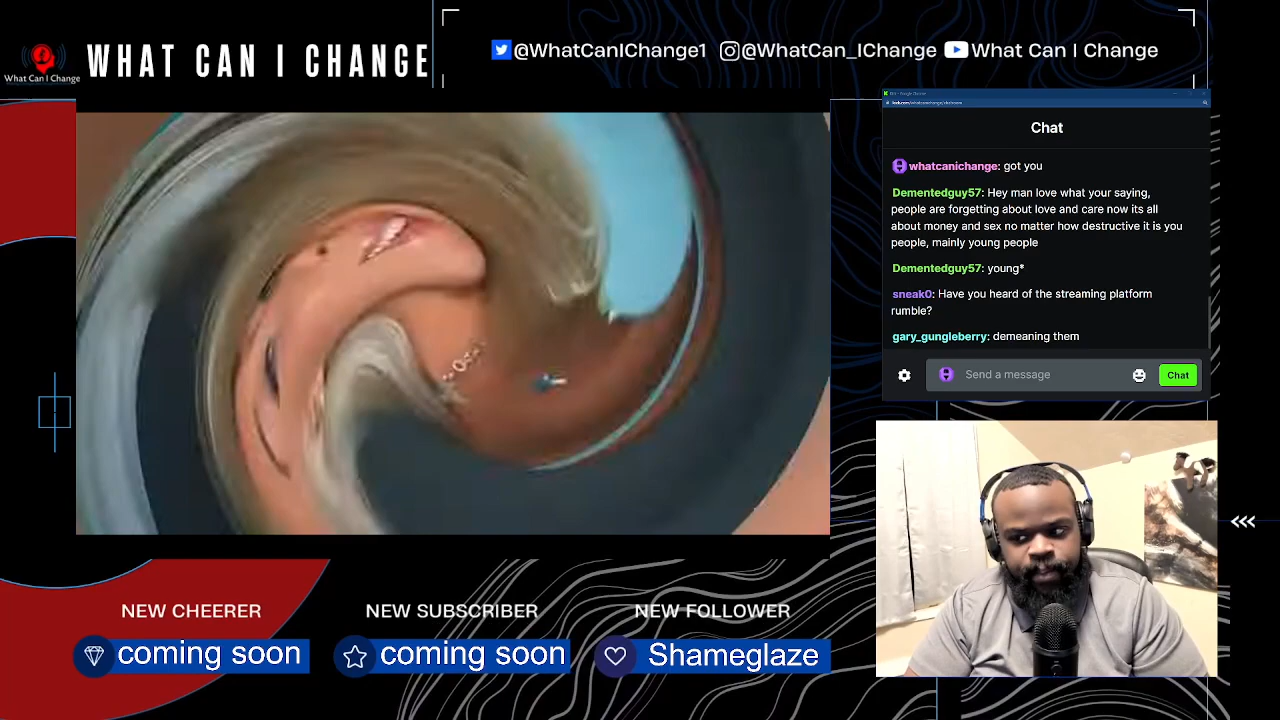 What Can I Change
WHAT CAN I CHANGE
@WhatCanIChange1 @WhatCan_IChange What Can I Change
Chat
whatcanichange: got you
Dementedguy57: Hey man love what your saying,
people are forgetting about love and care now its all
about money and sex no matter how destructive it is you
people, mainly young people
Dementedguy57: young*
sneak0: Have you heard of the streaming platform
rumble?
gary_gungleberry: demeaning them
Send a message
Chat
NEW CHEERER
NEW SUBSCRIBER
NEW FOLLOWER
coming soon
coming soon
Shameglaze